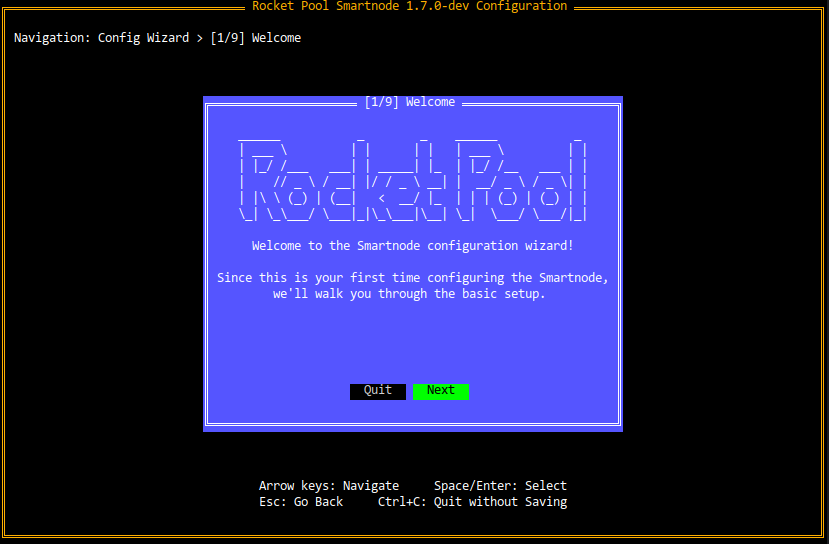 Rocket Pool Smartnode 1.7.0-dev Configuration
Navigation: Config Wizard > [1/9] Welcome
[1/9] Welcome
Rocket Pool
Welcome to the Smartnode configuration wizard!
Since this is your first time configuring the Smartnode,
we'll walk you through the basic setup.
Quit Next
Arrow keys: Navigate Space/Enter: Select
Esc: Go Back Ctrl+C: Quit without Saving